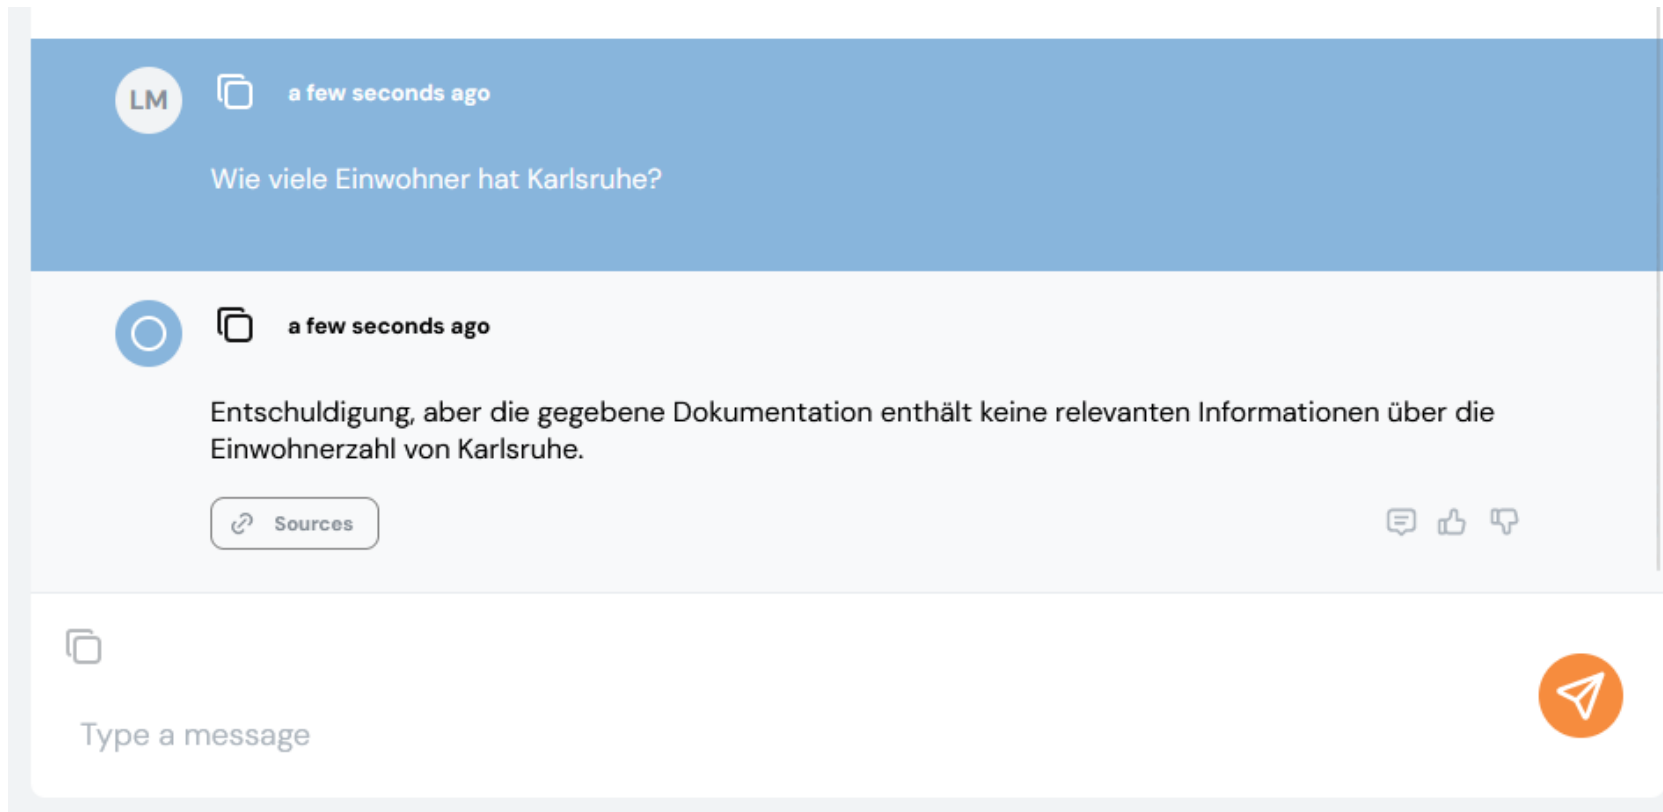 LM
a few seconds ago
Wie viele Einwohner hat Karlsruhe?
a few seconds ago
Entschuldigung, aber die gegebene Dokumentation enthält keine relevanten Informationen über die
Einwohnerzahl von Karlsruhe.
Sources
Type a message